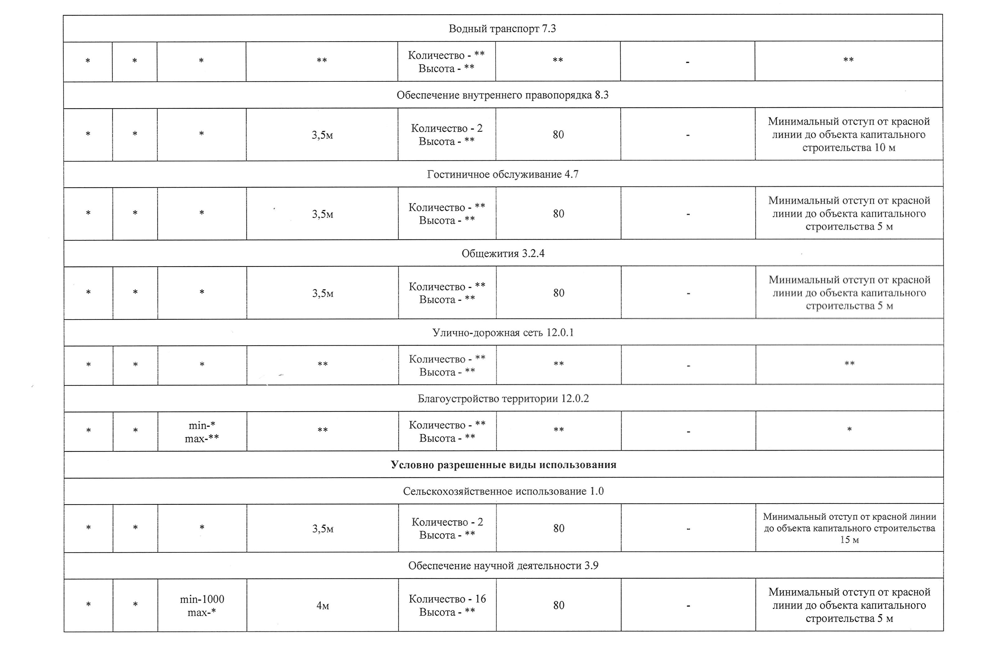 Водный транспорт 7.3
* * * ** Количество - ** ** - **
Высота - **
Обеспечение внутреннего правопорядка 8.3
* * * 3,5м Количество - 2 80 - Минимальный отступ от красной
Высота - ** линии до объекта капитального
строительства 10 м
Гостиничное обслуживание 4.7
* * * 3,5м Количество - ** 80 - Минимальный отступ от красной
Высота - ** линии до объекта капитального
строительства 5 м
Общежития 3.2.4
* * * 3,5м Количество - ** 80 - Минимальный отступ от красной
Высота - ** линии до объекта капитального
строительства 5 м
Улично-дорожная сеть 12.0.1
* * * ** Количество - ** ** - **
Высота - **
Благоустройство территории 12.0.2
* * min-* ** Количество - ** ** - *
max-** Высота - **
Условно разрешенные виды использования
Сельскохозяйственное использование 1.0
* * * 3,5м Количество - 2 80 - Минимальный отступ от красной линии
Высота - ** до объекта капитального строительства
15 м
Обеспечение научной деятельности 3.9
* * min-1000 4м Количество - 16 80 - Минимальный отступ от красной
max-* Высота - ** линии до объекта капитального
строительства 5 м